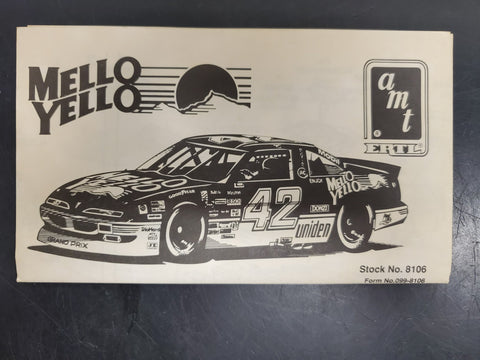 MELLO
YELLO
amt
ERTL
GOODYEAR
MELLO
YELLO
42
uniden
GRAND PRIX
Stock No. 8106
Form No.099-8106